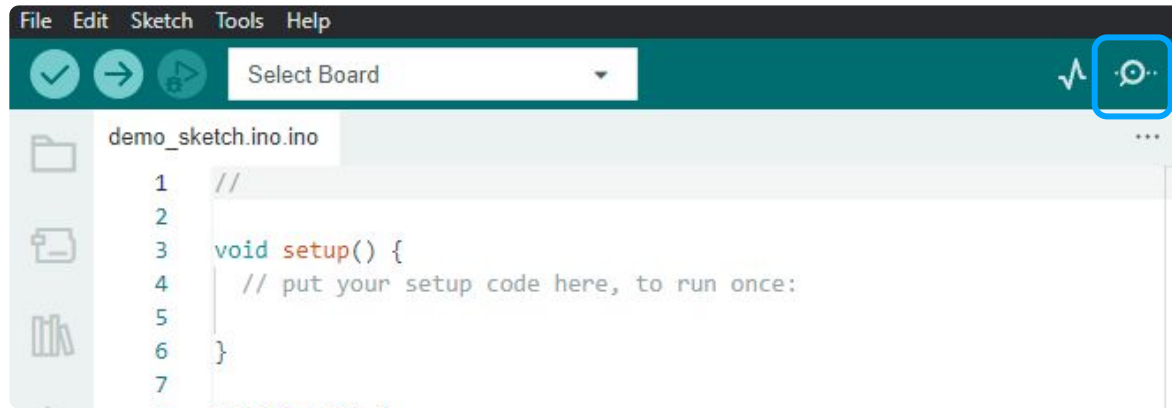 File Edit Sketch Tools Help
Select Board
demo_sketch.ino.ino
1 //
2
3 void setup() {
4 // put your setup code here, to run once:
5
6 }
7